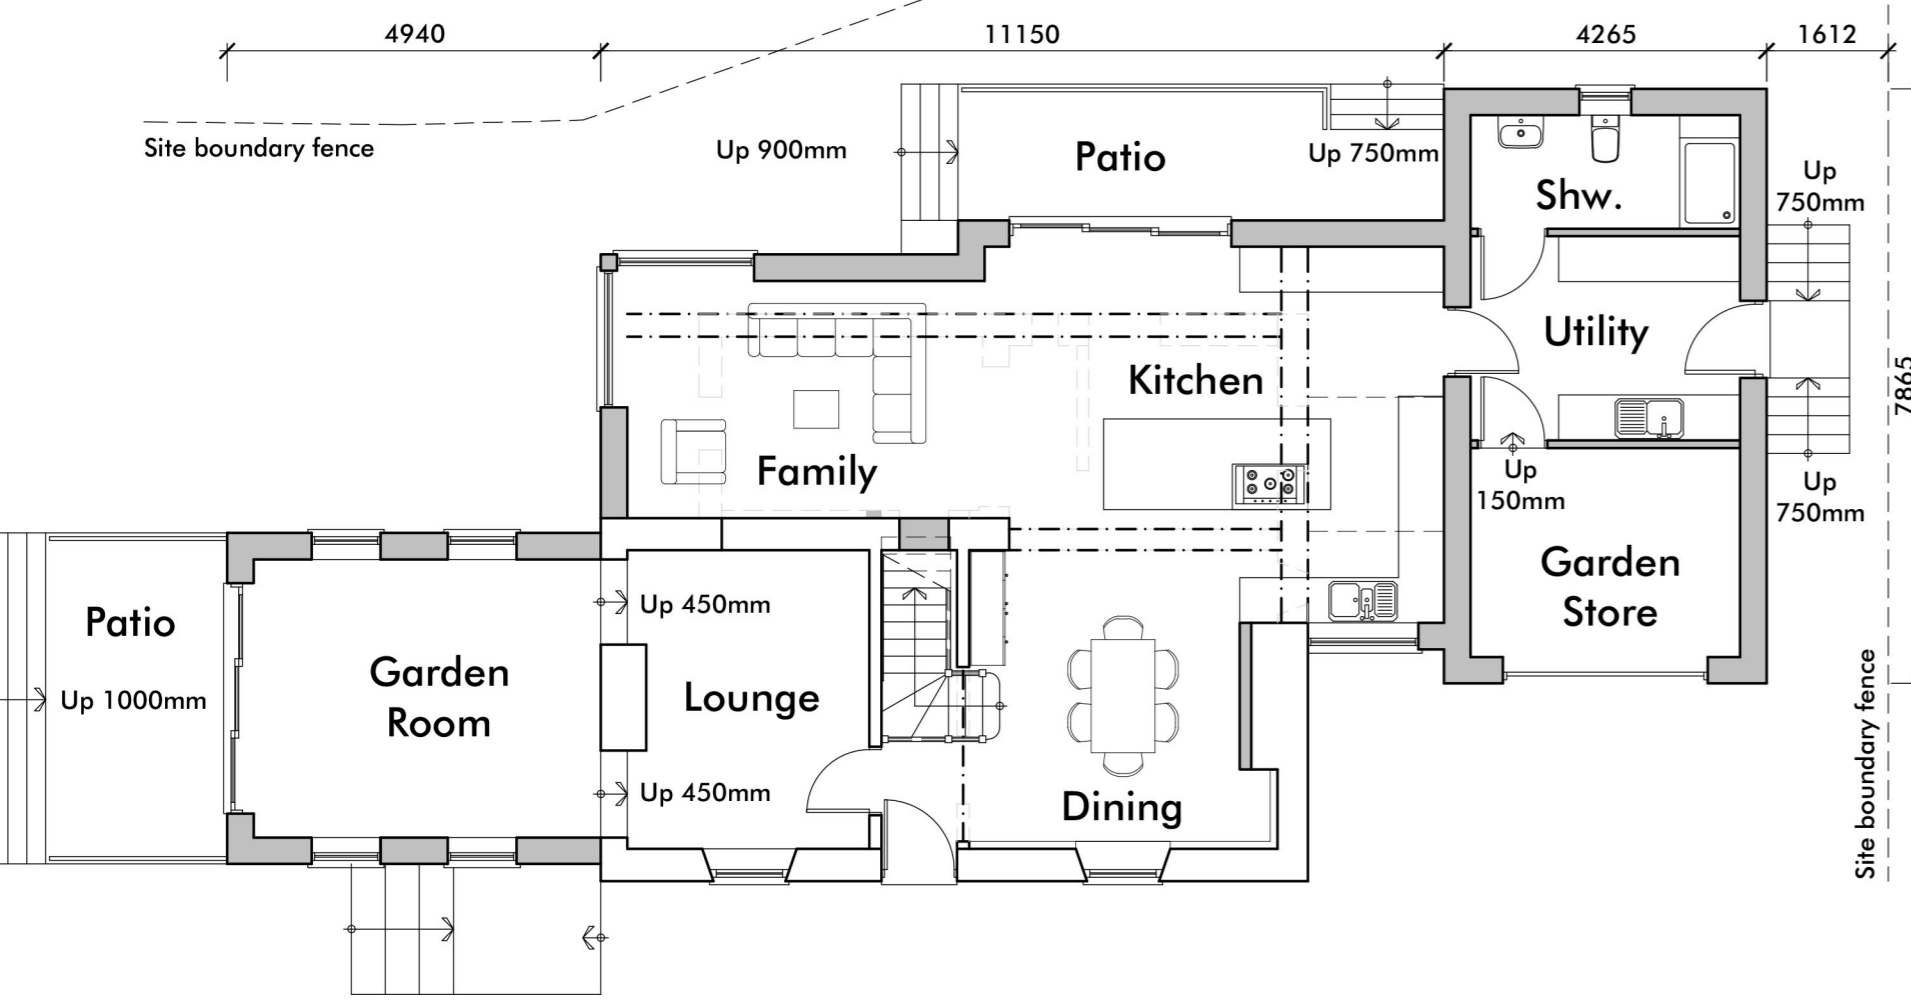 4940
11150
4265
1612
Site boundary fence
Up 900mm
Patio
Up 750mm
Shw.
Up
750mm
Utility
Kitchen
7865
Family
Up
150mm
Up
750mm
Garden
Store
Patio
Up 1000mm
Garden
Room
Up 450mm
Lounge
Up 450mm
Dining
Site boundary fence